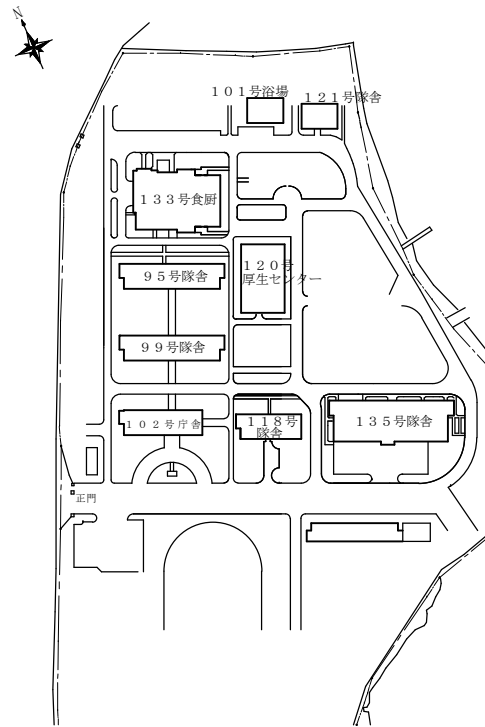 N
１０１号浴場
１２１号隊舎
１３３号食厨
１２０号
厚生センター
９５号隊舎
９９号隊舎
１０２号庁舎
１１８号
隊舎
１３５号隊舎
正門